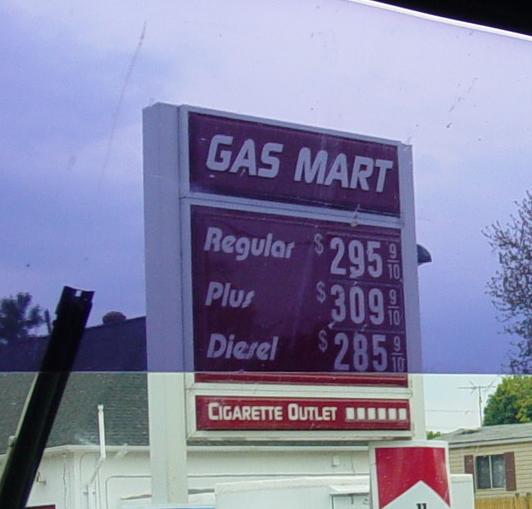 GAS MART
Regular $295 9/10
Plus $309 9/10
Diesel $285 9/10
CIGARETTE OUTLET